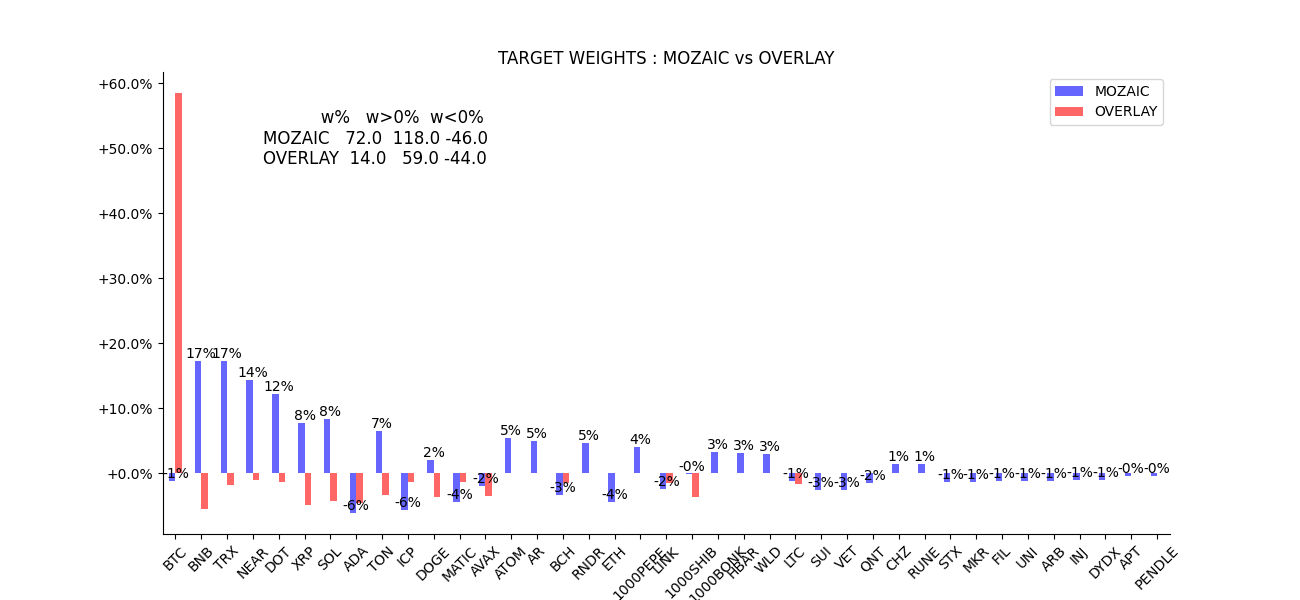 TARGET WEIGHTS : MOZAIC vs OVERLAY
+60.0%
+50.0%
+40.0%
+30.0%
+20.0%
+10.0%
+0.0%
w% w>0% w<0%
MOZAIC 72.0 118.0 -46.0
OVERLAY 14.0 59.0 -44.0
MOZAIC
OVERLAY
-1% 17% 17% 14% 12% 8% 8% -6% 7% -6% 2% -4% -2% 5% 5% -3% 5% -4% 4% -2% -0% 3% 3% 3% -1% -3% -3% -2% 1% 1% -1% -1% -1% -1% -1% -1% -1% -0% -0%
BTC BNB TRX NEAR DOT XRP SOL ADA TON ICP DOGE MATIC AVAX ATOM AR BCH RNDR ETH 1000PEPE LINK 1000SHIB 1000BONK HBAR WLD LTC SUI VET QNT CHZ RUNE STX MKR FIL UNI ARB INJ DYDX APT PENDLE